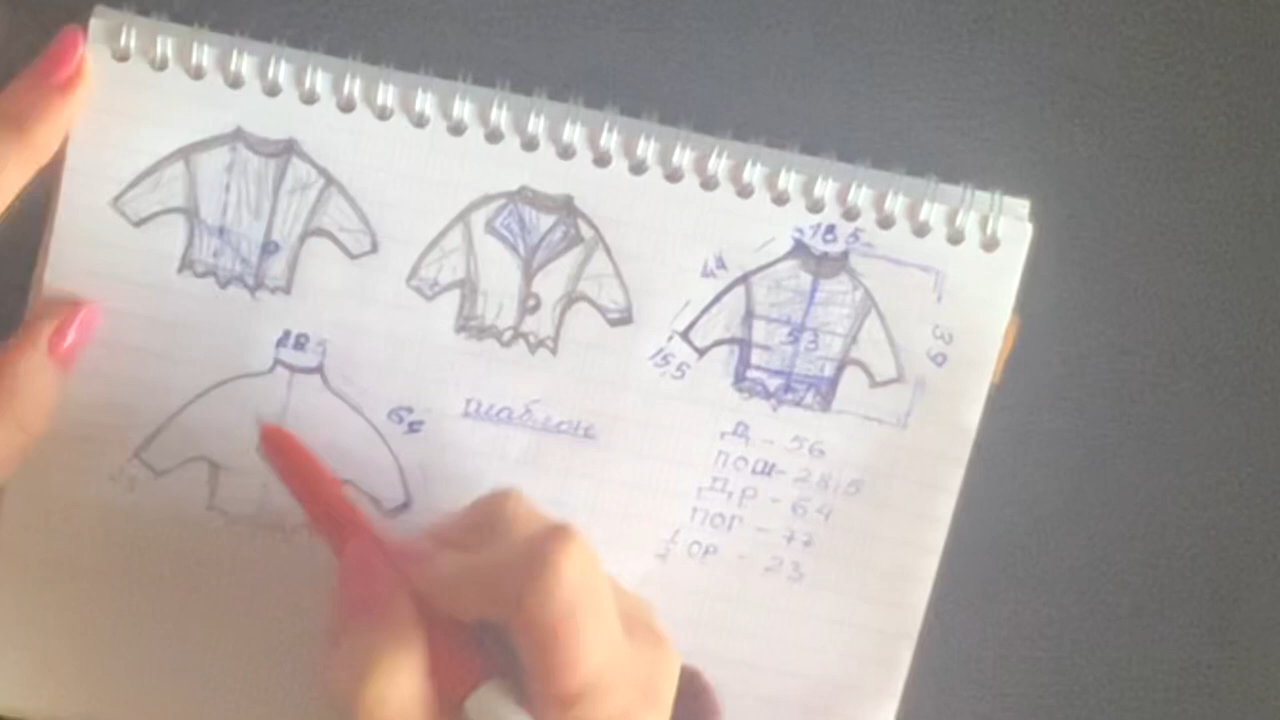 18 5
44
39
53
15,5
64
шаблон
Д - 56
ПОШ - 28,5
ДР - 64
ПОГ - 77
½ ОР - 23